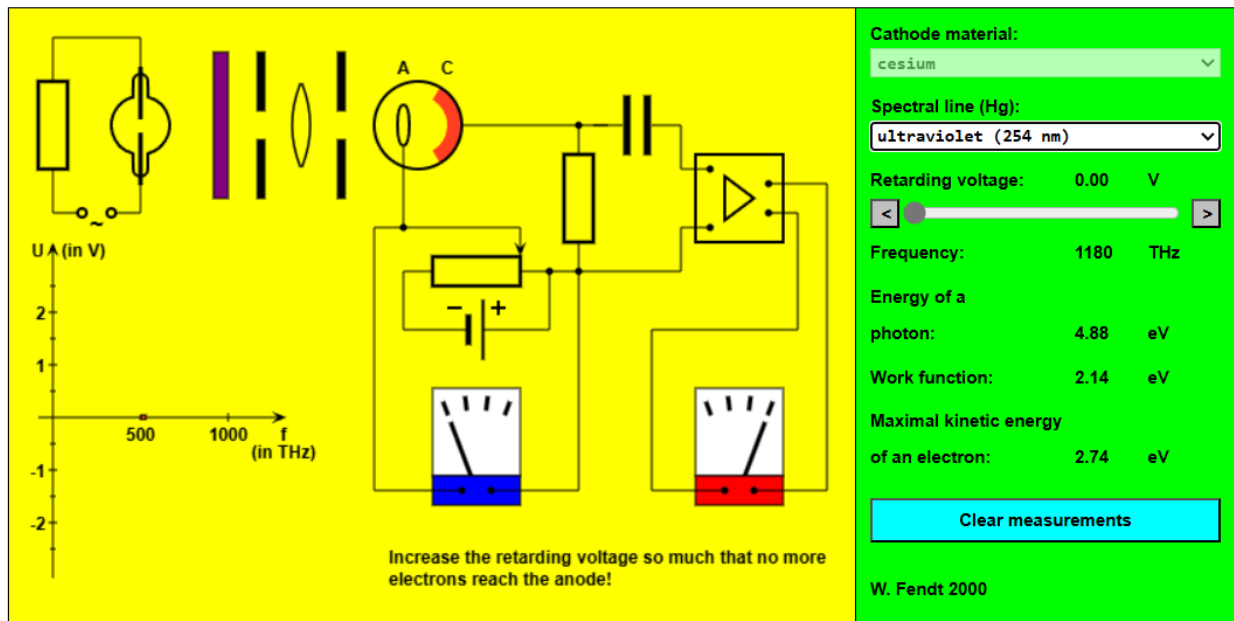 A C
~
U (in V)
2
1
500 1000 f
(in THz)
-1
-2
− +
Increase the retarding voltage so much that no more
electrons reach the anode!
Cathode material:
cesium
Spectral line (Hg):
ultraviolet (254 nm)
Retarding voltage: 0.00 V
< >
Frequency: 1180 THz
Energy of a
photon: 4.88 eV
Work function: 2.14 eV
Maximal kinetic energy
of an electron: 2.74 eV
Clear measurements
W. Fendt 2000